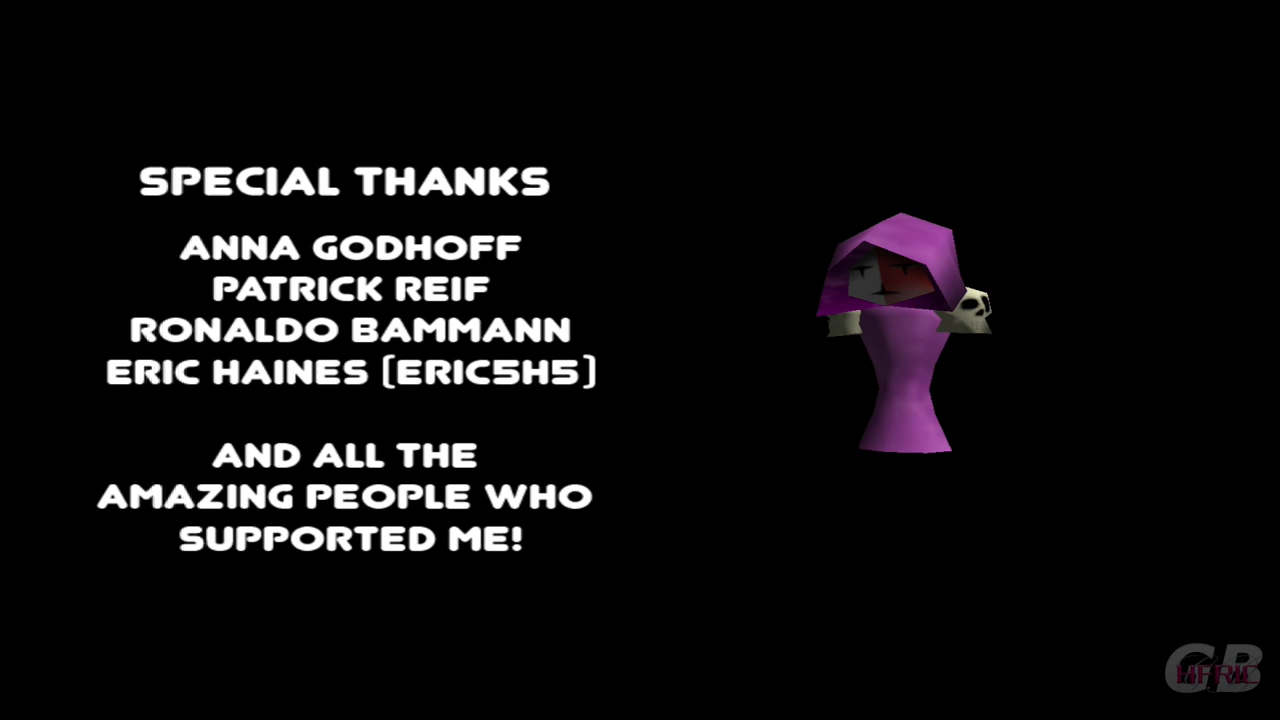 SPECIAL THANKS
ANNA GODHOFF
PATRICK REIF
RONALDO BAMMANN
ERIC HAINES (ERIC5H5)
AND ALL THE
AMAZING PEOPLE WHO
SUPPORTED ME!
GB